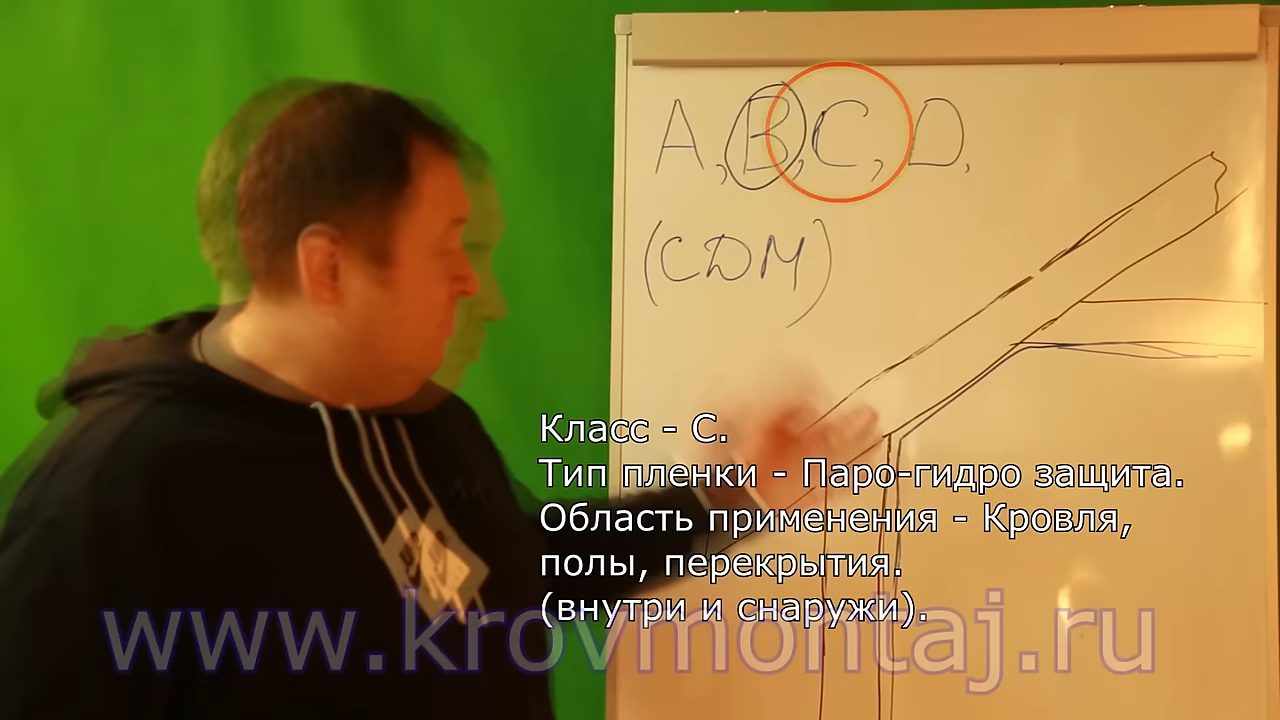 A, B, C, D,
(CDM)
Класс - С.
Тип пленки - Паро-гидро защита.
Область применения - Кровля,
полы, перекрытия.
(внутри и снаружи).
www.krovmontaj.ru